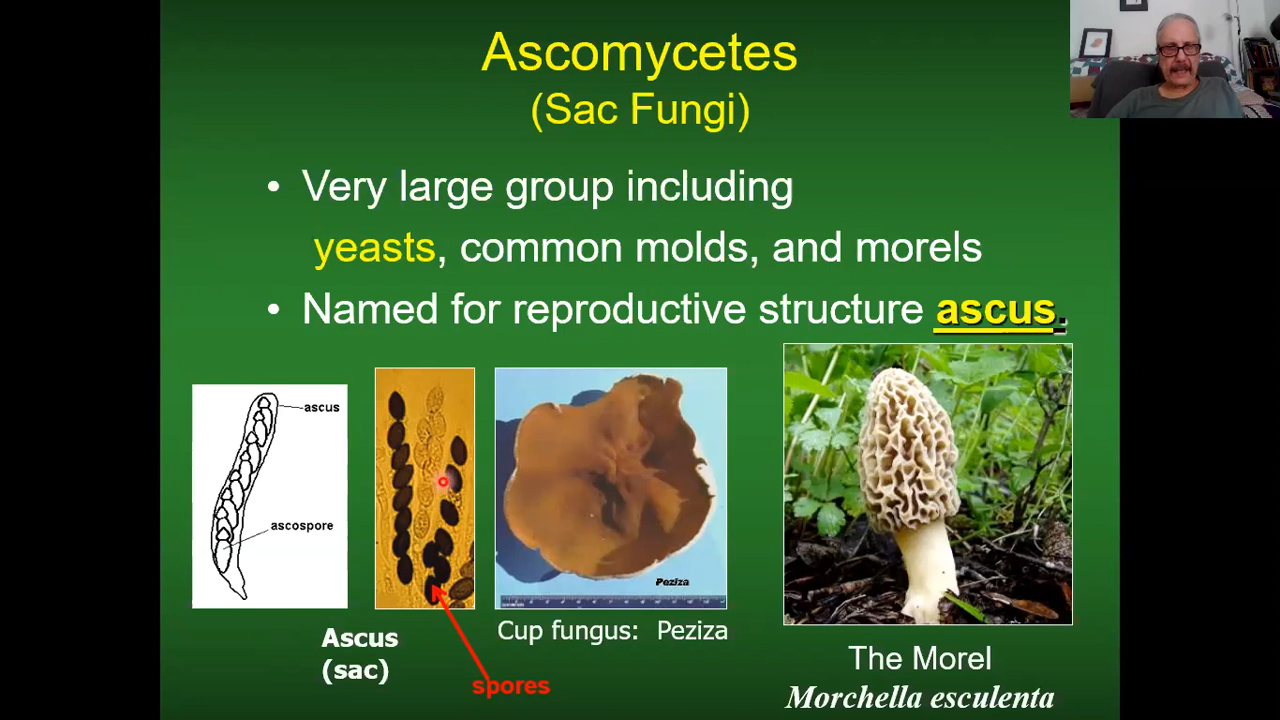 Ascomycetes
(Sac Fungi)
• Very large group including
yeasts, common molds, and morels
• Named for reproductive structure ascus.
ascus
ascospore
Peziza
Ascus
(sac)
spores
Cup fungus: Peziza
The Morel
Morchella esculenta